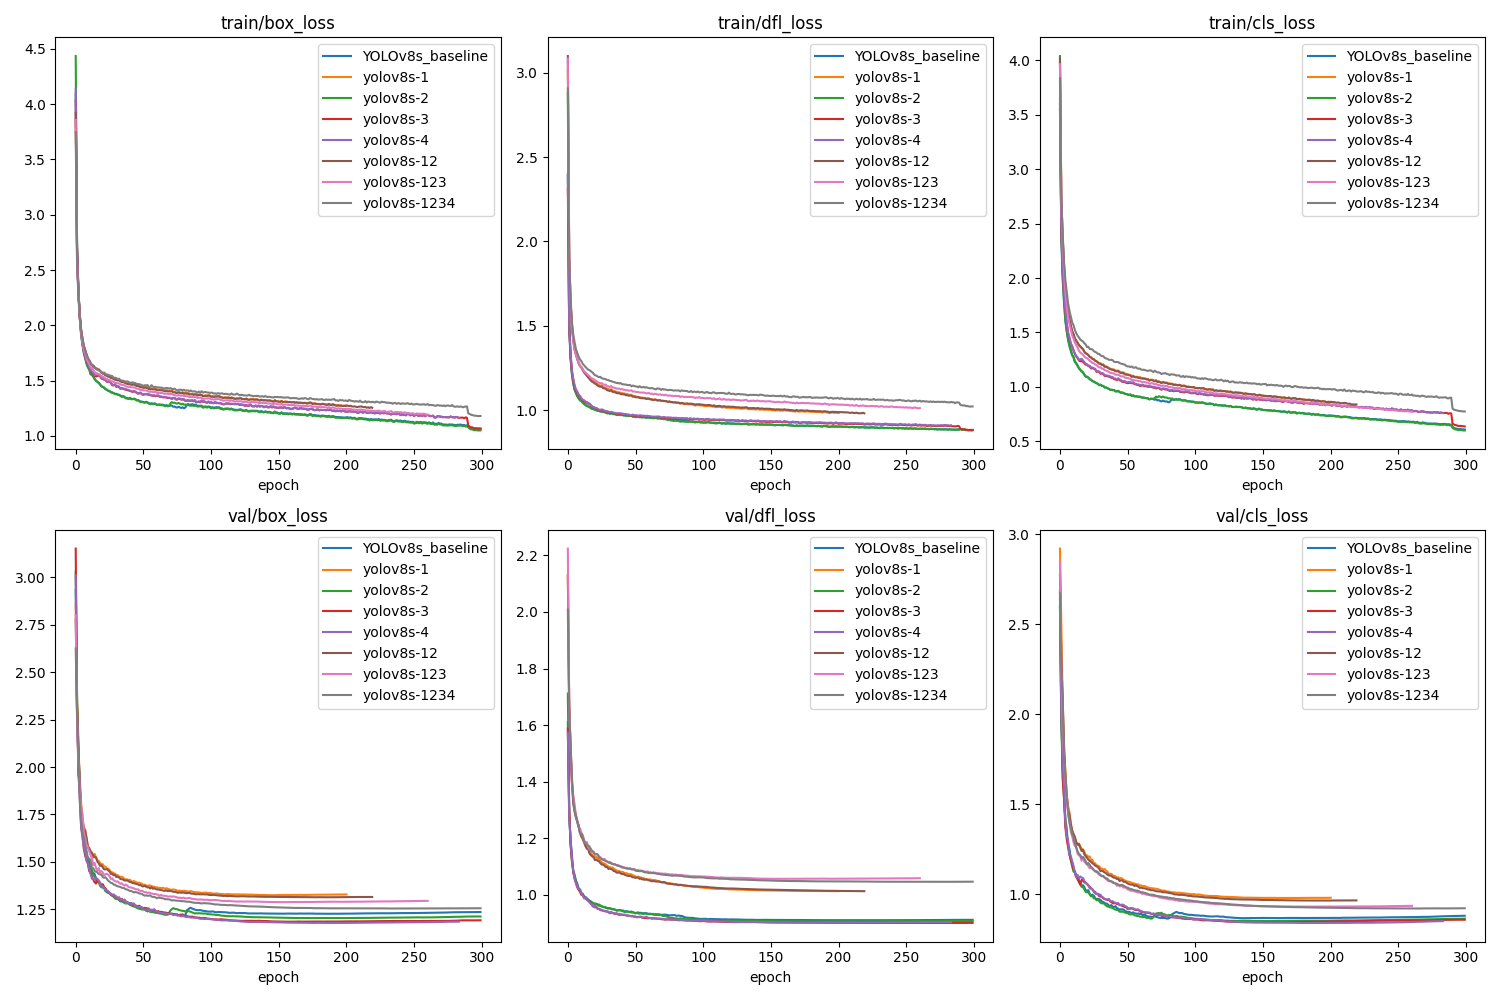 train/box_loss
4.5
4.0
3.5
3.0
2.5
2.0
1.5
1.0
0 50 100 150 200 250 300
epoch
YOLOv8s_baseline
yolov8s-1
yolov8s-2
yolov8s-3
yolov8s-4
yolov8s-12
yolov8s-123
yolov8s-1234
train/dfl_loss
3.0
2.5
2.0
1.5
1.0
0 50 100 150 200 250 300
epoch
YOLOv8s_baseline
yolov8s-1
yolov8s-2
yolov8s-3
yolov8s-4
yolov8s-12
yolov8s-123
yolov8s-1234
train/cls_loss
4.0
3.5
3.0
2.5
2.0
1.5
1.0
0.5
0 50 100 150 200 250 300
epoch
YOLOv8s_baseline
yolov8s-1
yolov8s-2
yolov8s-3
yolov8s-4
yolov8s-12
yolov8s-123
yolov8s-1234
val/box_loss
3.00
2.75
2.50
2.25
2.00
1.75
1.50
1.25
0 50 100 150 200 250 300
epoch
YOLOv8s_baseline
yolov8s-1
yolov8s-2
yolov8s-3
yolov8s-4
yolov8s-12
yolov8s-123
yolov8s-1234
val/dfl_loss
2.2
2.0
1.8
1.6
1.4
1.2
1.0
0 50 100 150 200 250 300
epoch
YOLOv8s_baseline
yolov8s-1
yolov8s-2
yolov8s-3
yolov8s-4
yolov8s-12
yolov8s-123
yolov8s-1234
val/cls_loss
3.0
2.5
2.0
1.5
1.0
0 50 100 150 200 250 300
epoch
YOLOv8s_baseline
yolov8s-1
yolov8s-2
yolov8s-3
yolov8s-4
yolov8s-12
yolov8s-123
yolov8s-1234